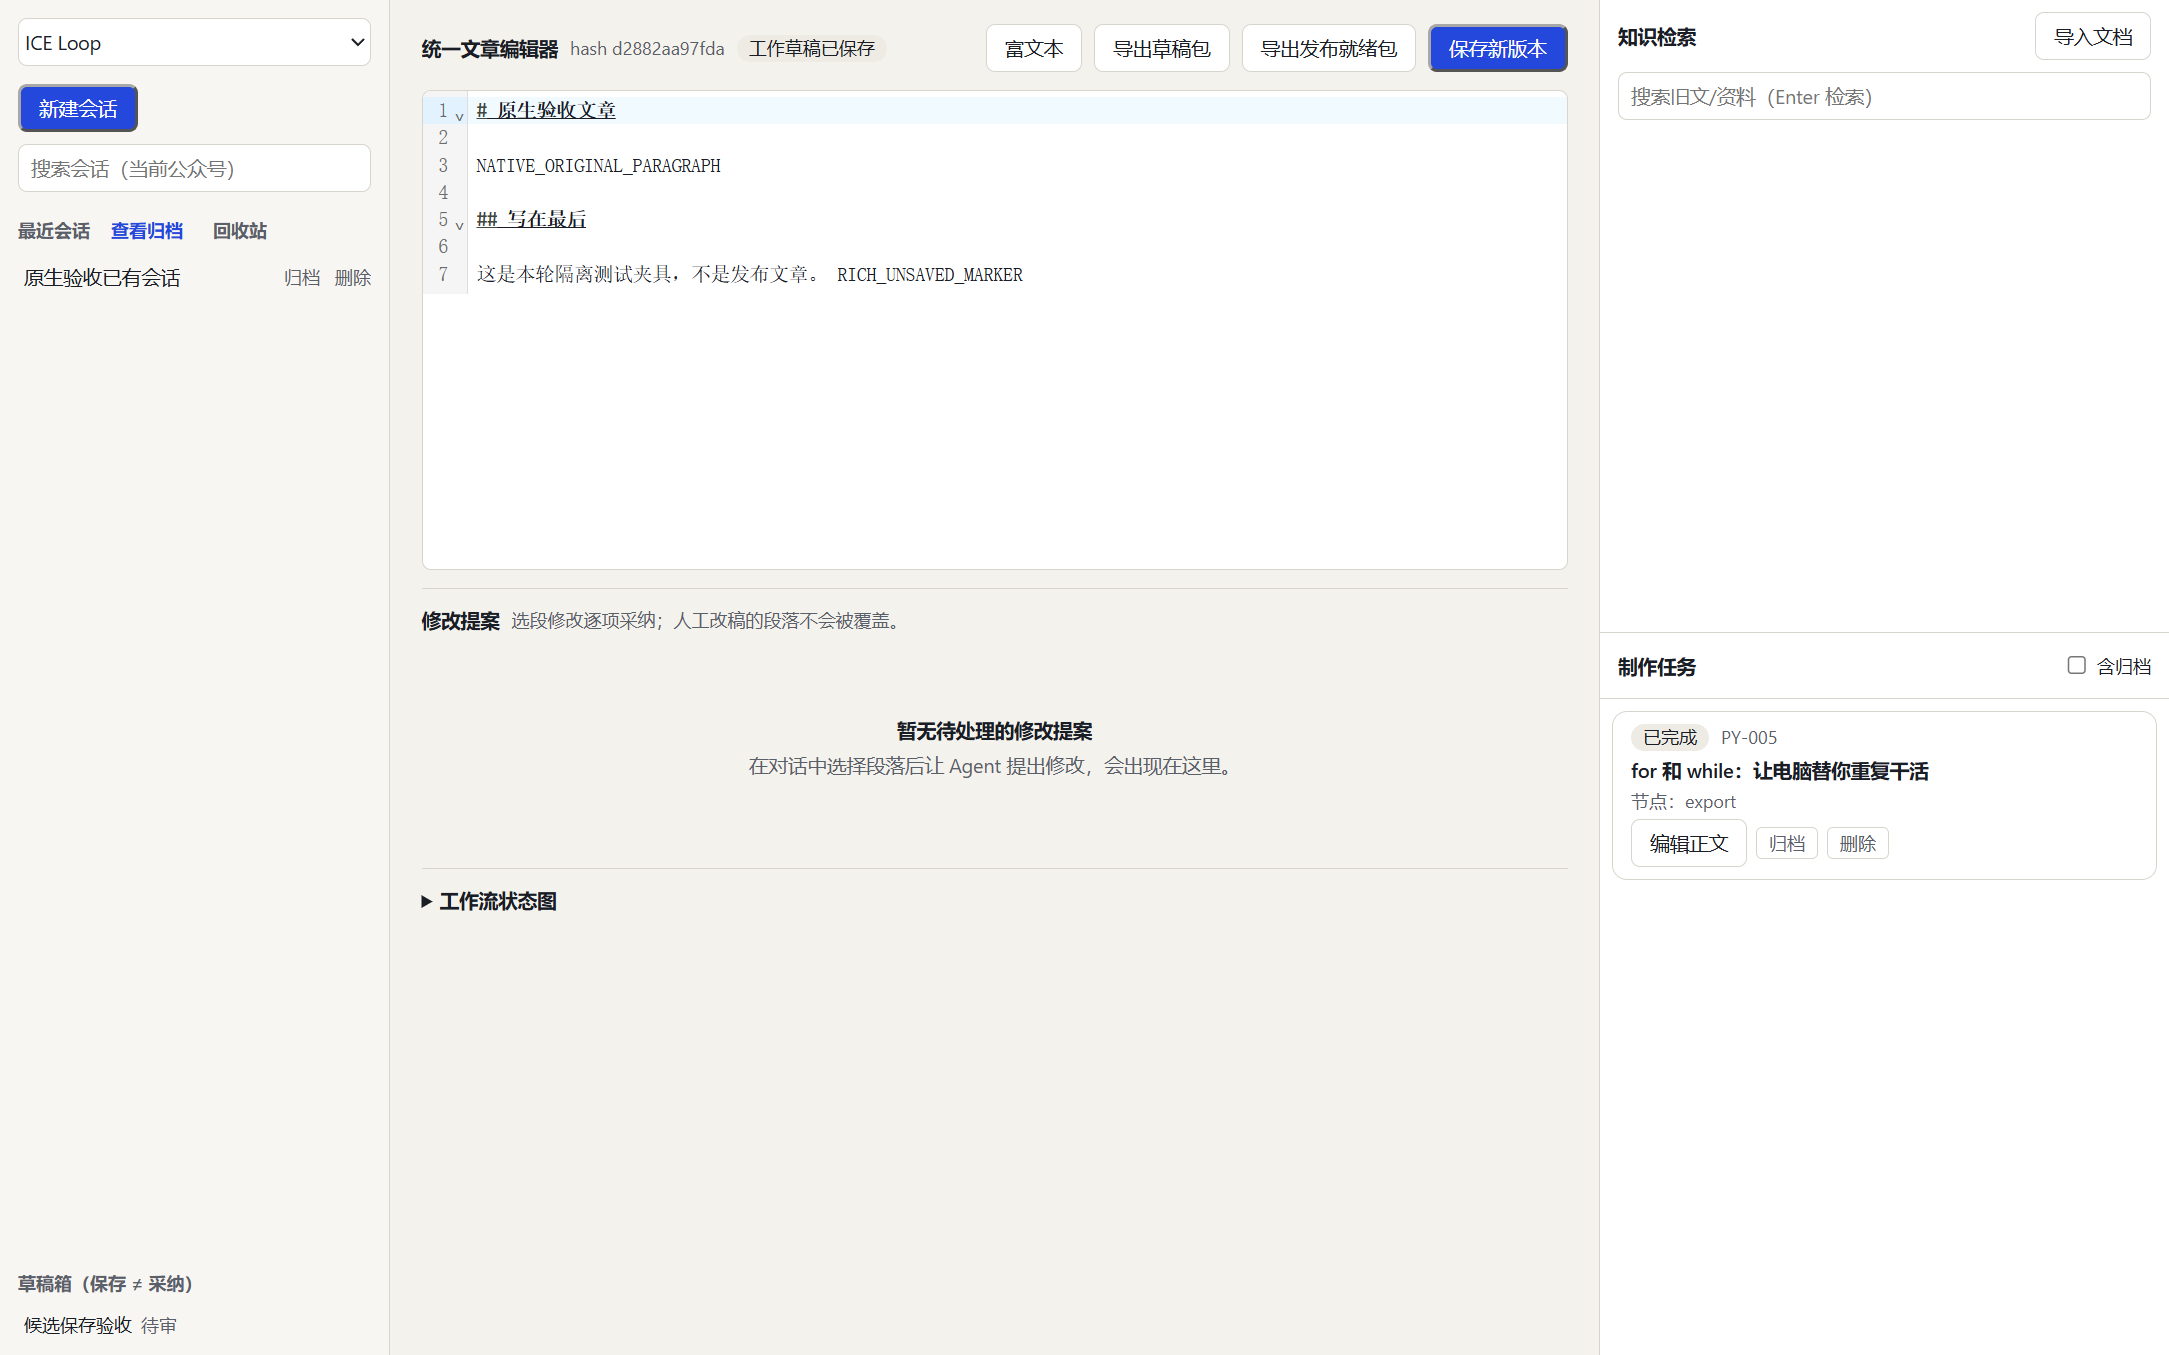 ICE Loop
新建会话
搜索会话（当前公众号）
最近会话 查看归档 回收站
原生验收已有会话 归档 删除
草稿箱（保存 ≠ 采纳）
候选保存验收 待审
统一文章编辑器 hash d2882aa97fda 工作草稿已保存 富文本 导出草稿包 导出发布就绪包 保存新版本
1 # 原生验收文章
2
3 NATIVE_ORIGINAL_PARAGRAPH
4
5 ## 写在最后
6
7 这是本轮隔离测试夹具，不是发布文章。 RICH_UNSAVED_MARKER
修改提案 选段修改逐项采纳；人工改稿的段落不会被覆盖。
暂无待处理的修改提案
在对话中选择段落后让 Agent 提出修改，会出现在这里。
工作流状态图
知识检索 导入文档
搜索旧文/资料（Enter 检索）
制作任务 含归档
已完成 PY-005
for 和 while：让电脑替你重复干活
节点：export
编辑正文 归档 删除